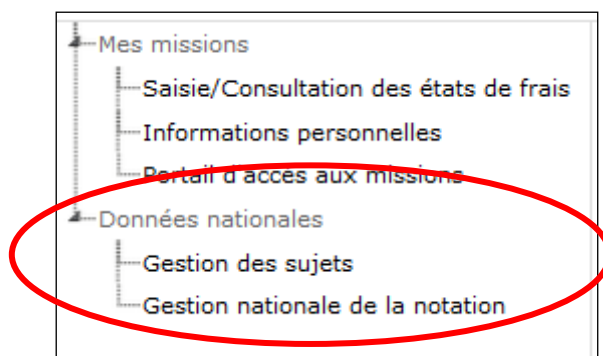 Mes missions
Saisie/Consultation des états de frais
Informations personnelles
Portail d'accès aux missions
Données nationales
Gestion des sujets
Gestion nationale de la notation